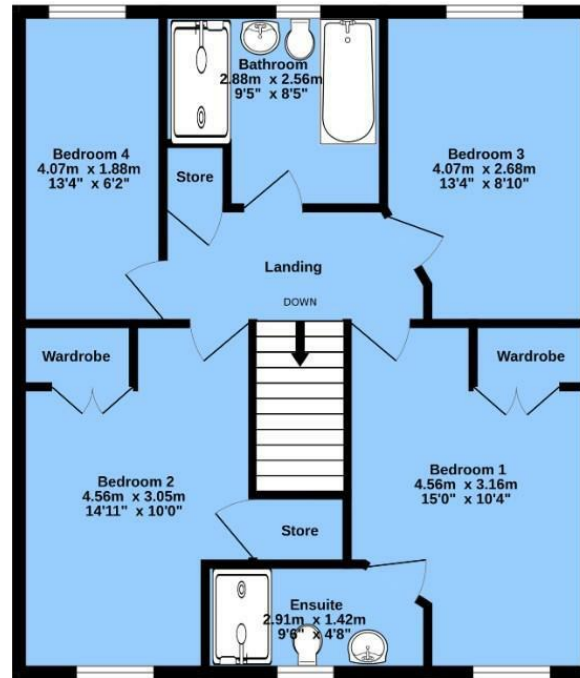 Bathroom
2.88m x 2.56m
9'5" x 8'5"
Bedroom 4
4.07m x 1.88m
13'4" x 6'2"
Store
Bedroom 3
4.07m x 2.68m
13'4" x 8'10"
Landing
DOWN
Wardrobe
Wardrobe
Bedroom 2
4.56m x 3.05m
14'11" x 10'0"
Bedroom 1
4.56m x 3.16m
15'0" x 10'4"
Store
Ensuite
2.91m x 1.42m
9'6" x 4'8"